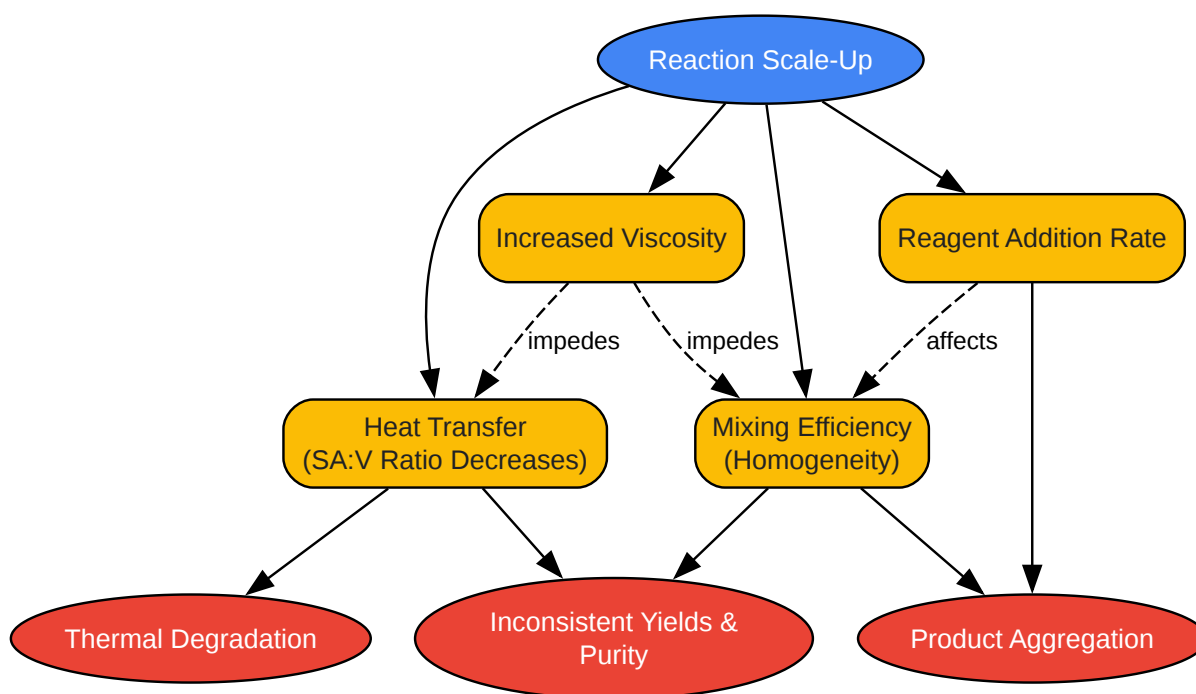 Reaction Scale-Up
Increased Viscosity
Reagent Addition Rate
impedes
impedes
affects
Heat Transfer
(SA:V Ratio Decreases)
Mixing Efficiency
(Homogeneity)
Thermal Degradation
Inconsistent Yields &
Purity
Product Aggregation